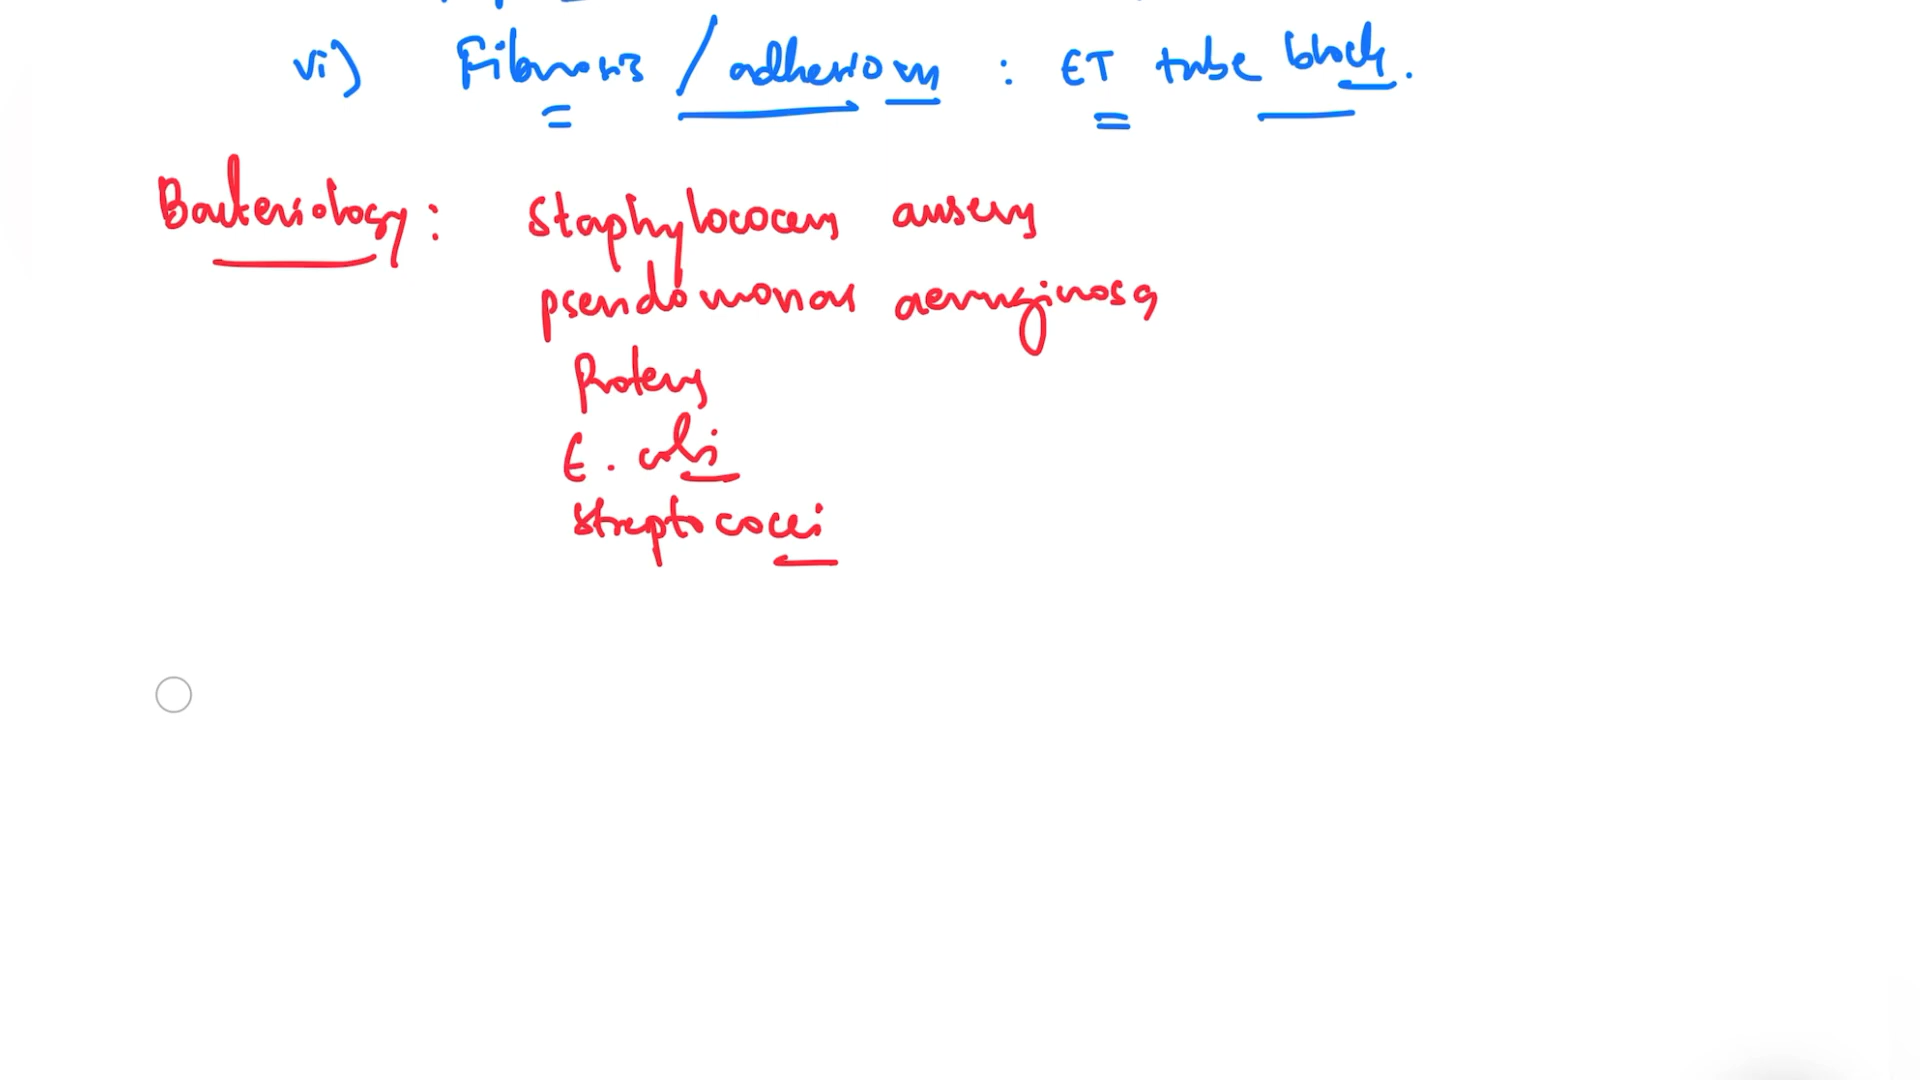 vi) Fibrosis / adhesion : ET tube block.
Bacteriology : Staphylococcus aureus
pseudomonas aeruginosa
Proteus
E. coli
streptococci